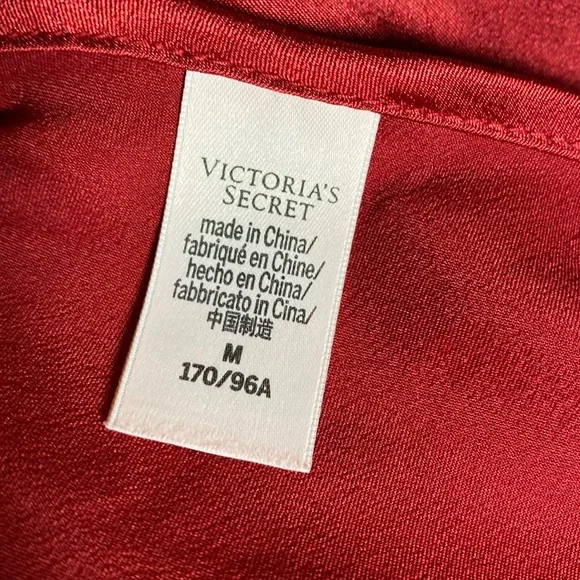 VICTORIA'S
SECRET
made in China/
fabriqué en Chine/
hecho en China/
fabbricato in Cina/
中国制造
M
170/96A